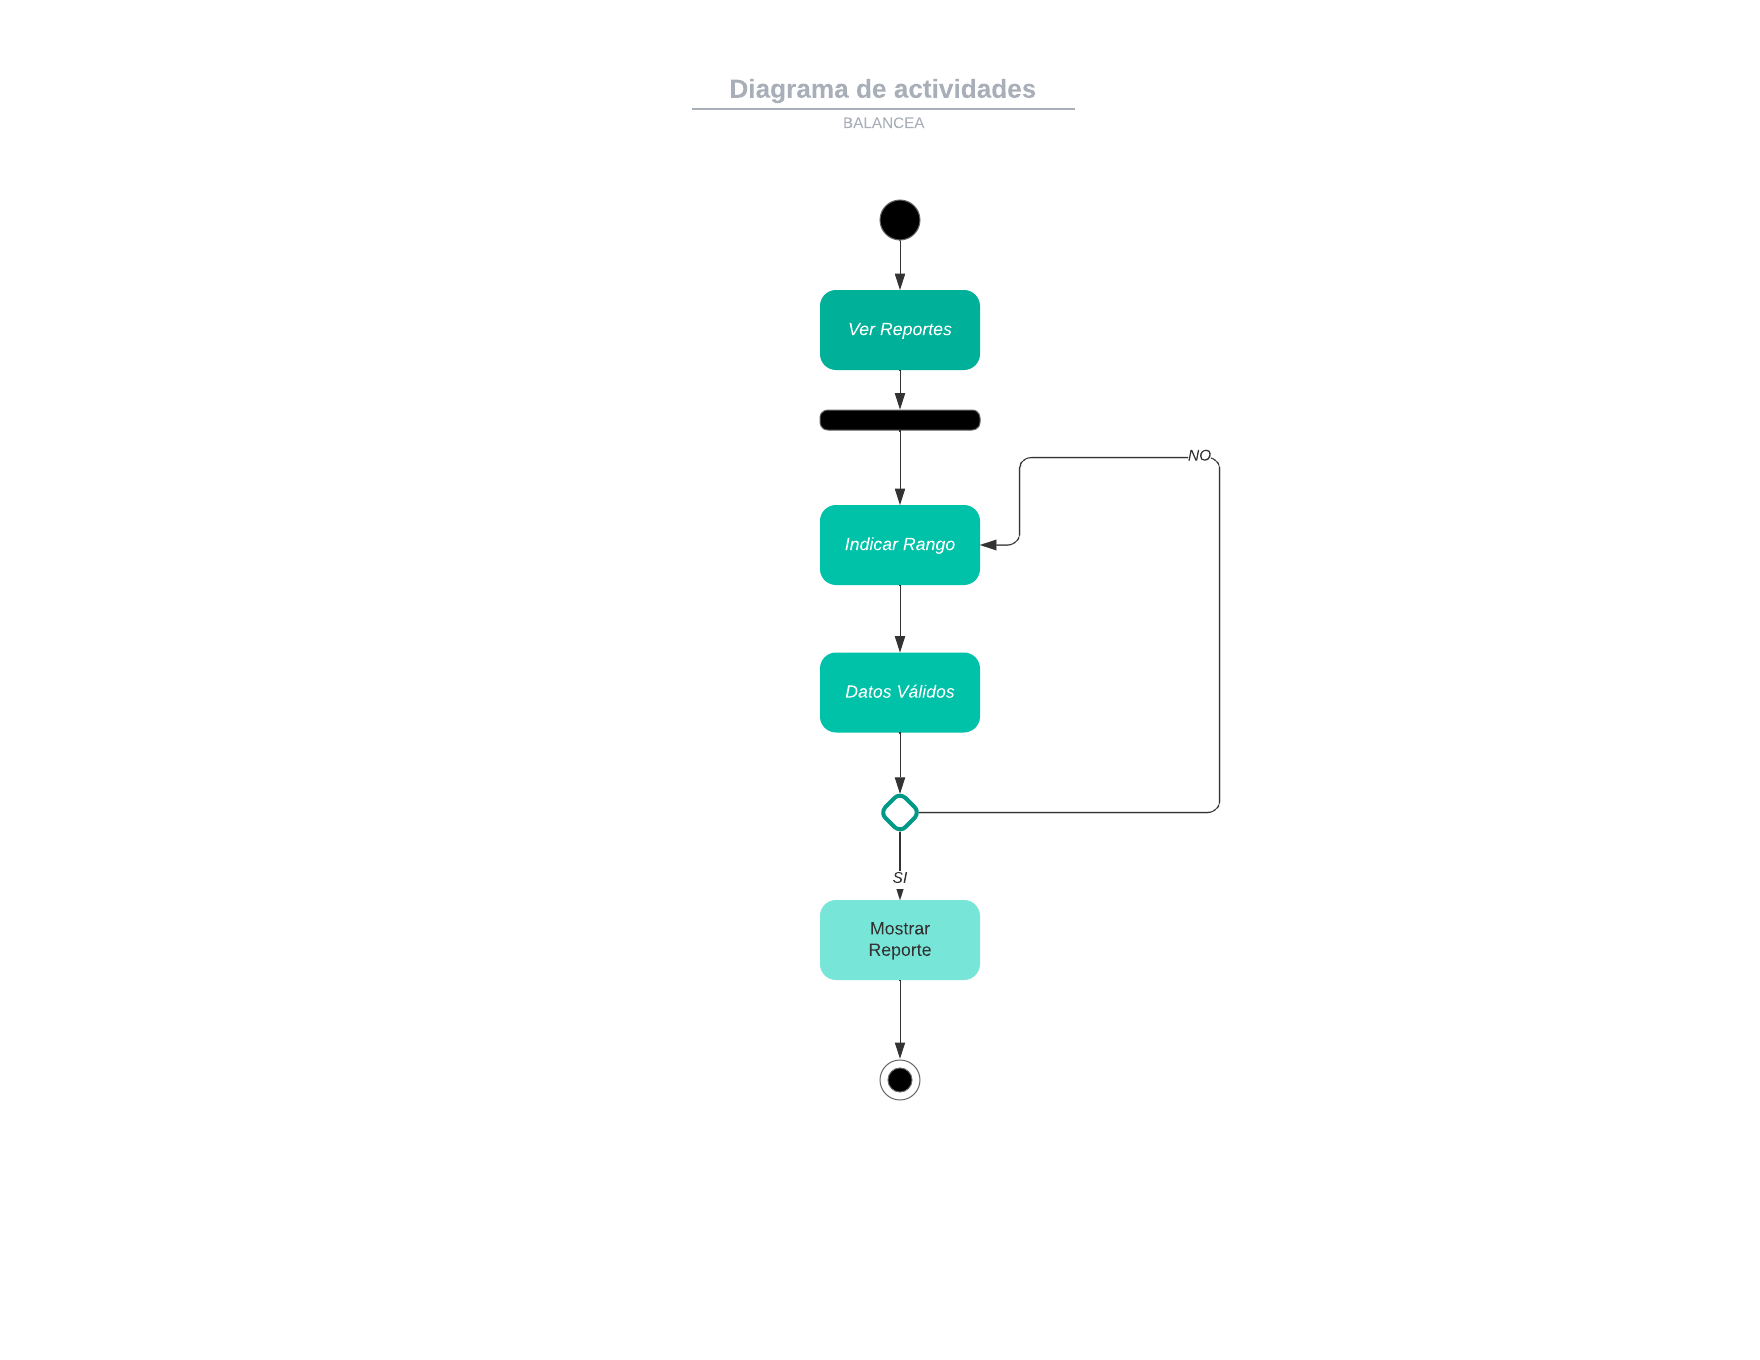 Diagrama de actividades
BALANCEA
Ver Reportes
NO
Indicar Rango
Datos Válidos
SI
Mostrar
Reporte